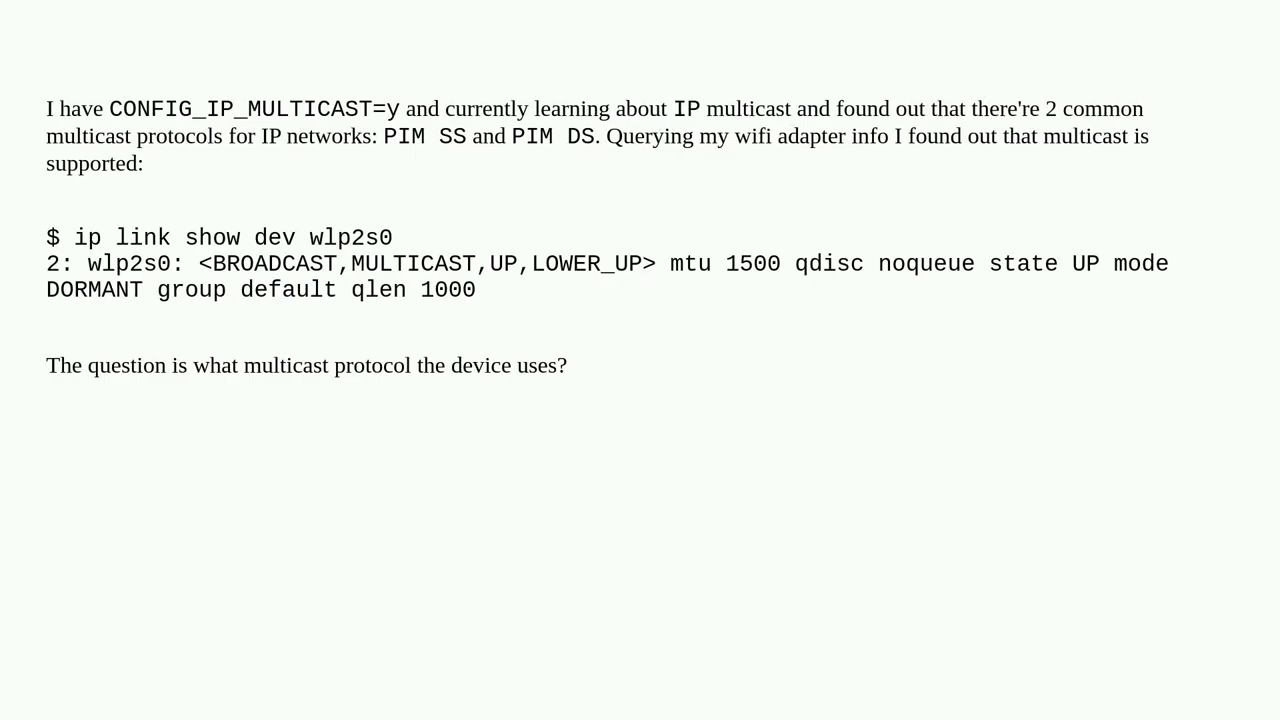 I have CONFIG_IP_MULTICAST=y and currently learning about IP multicast and found out that there're 2 common
multicast protocols for IP networks: PIM SS and PIM DS. Querying my wifi adapter info I found out that multicast is
supported:
$ ip link show dev wlp2s0
2: wlp2s0: <BROADCAST,MULTICAST,UP,LOWER_UP> mtu 1500 qdisc noqueue state UP mode
DORMANT group default qlen 1000
The question is what multicast protocol the device uses?